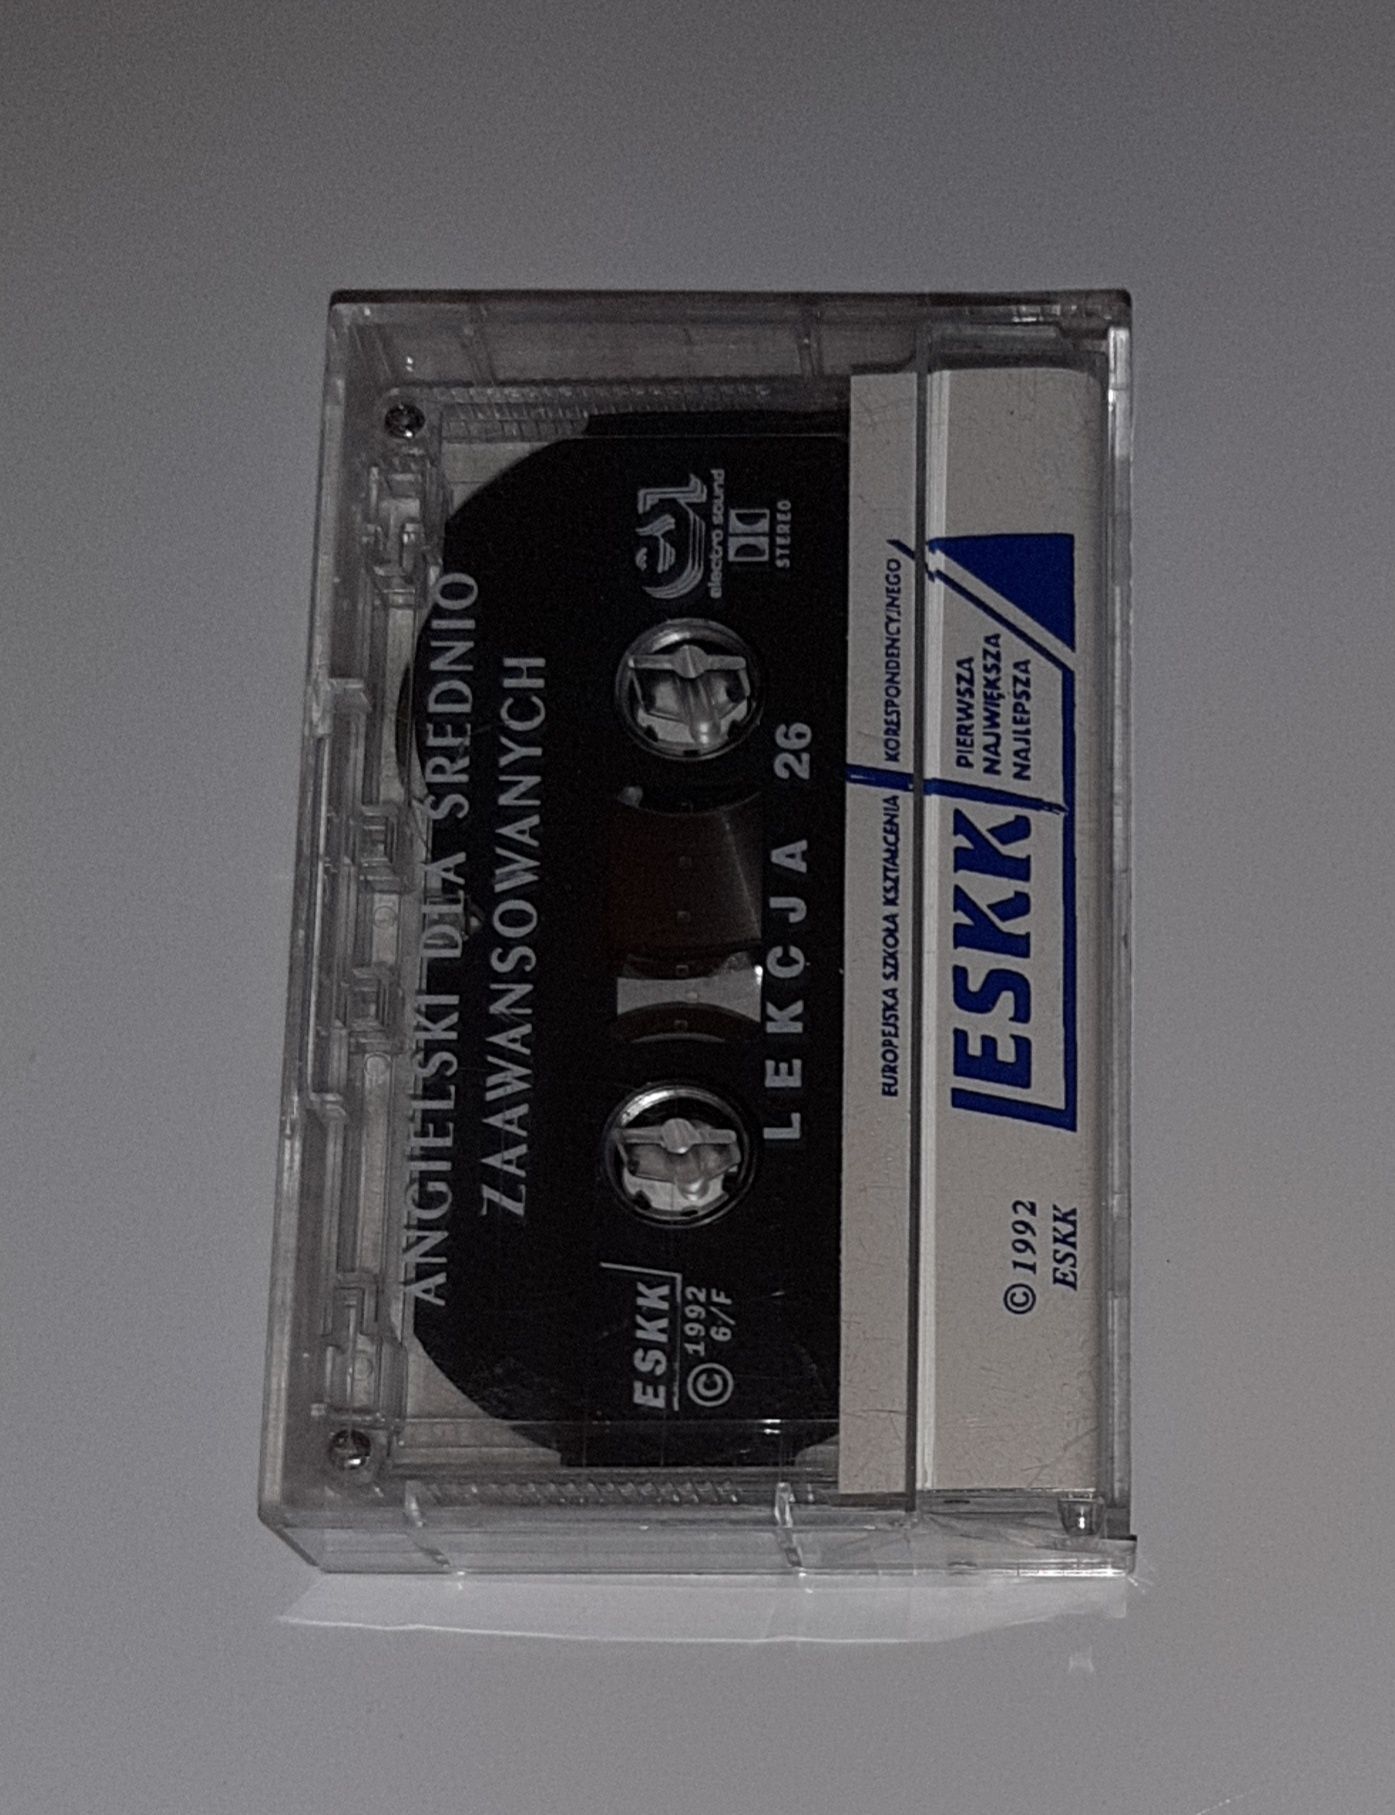 ANGIELSKI DLA ŚREDNIO
ZAAWANSOWANYCH
ESKK
© 1992
6/F
electro sound
STEREO
LEKCJA 26
EUROPEJSKA SZKOŁA KSZTAŁCENIA KORESPONDENCYJNEGO
ESKK
PIERWSZA
NAJWIĘKSZA
NAJLEPSZA
© 1992
ESKK